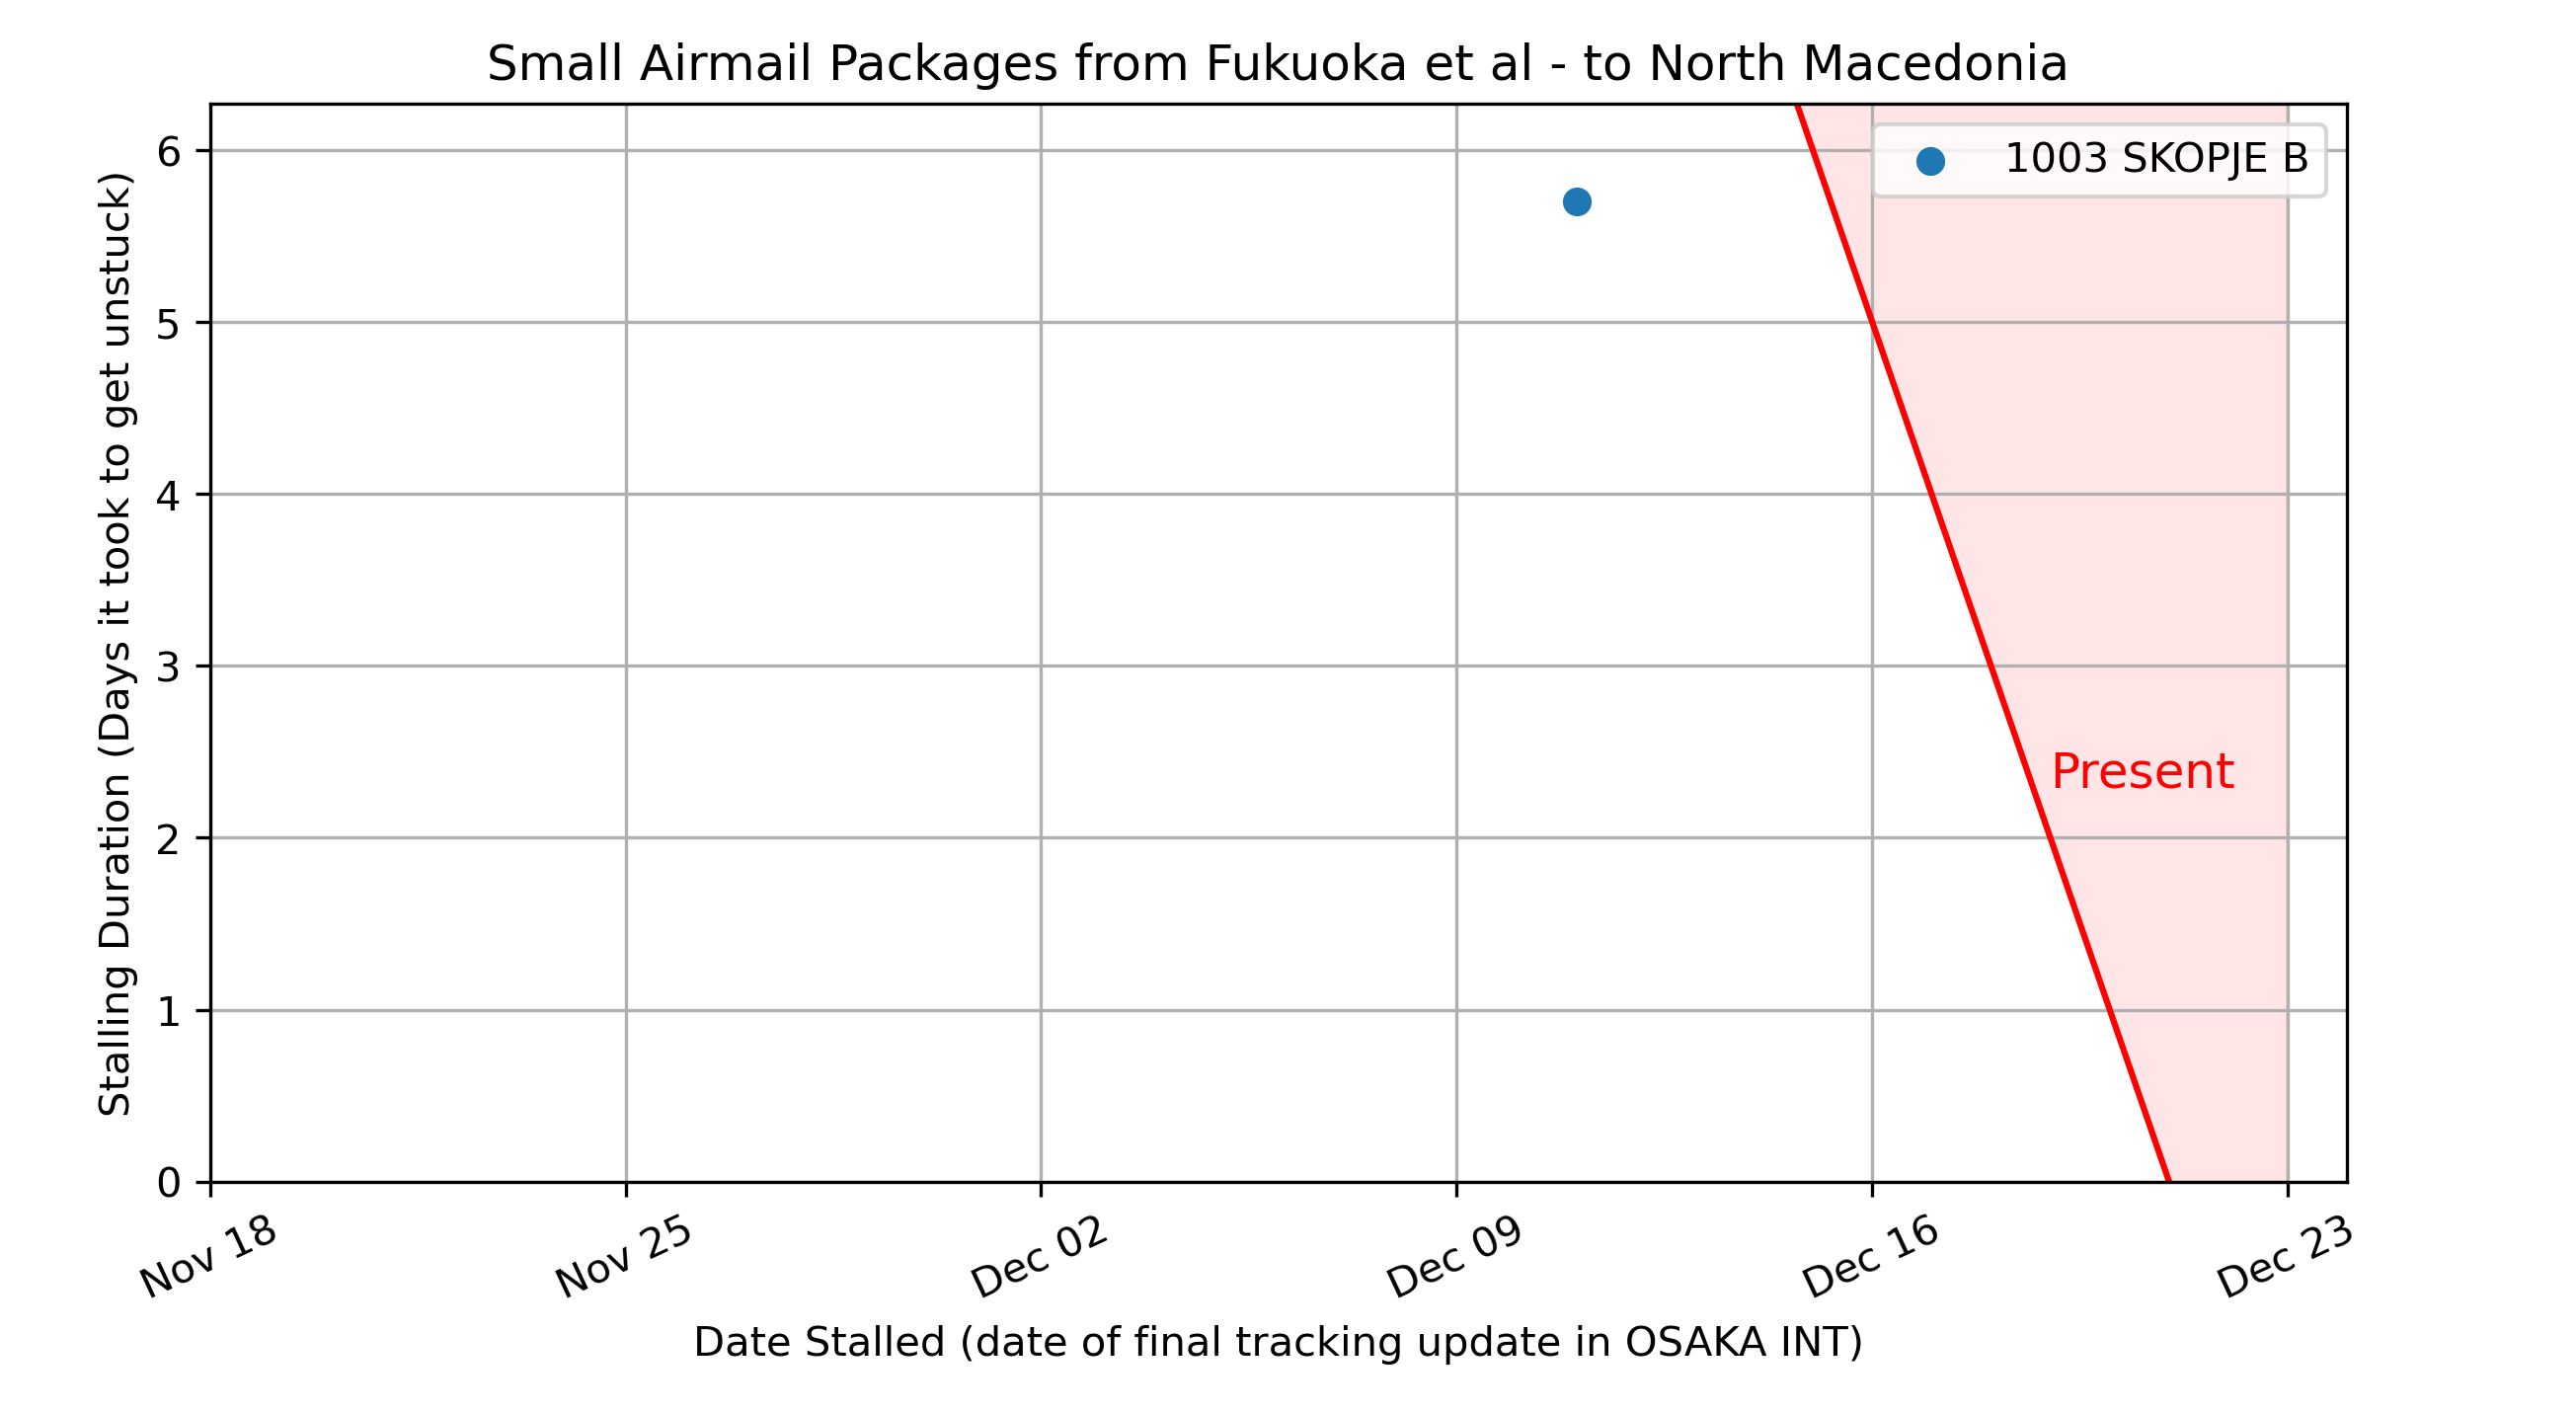 Small Airmail Packages from Fukuoka et al - to North Macedonia
Stalling Duration (Days it took to get unstuck)
6
5
4
3
2
1
0
1003 SKOPJE B
Present
Nov 18
Nov 25
Dec 02
Dec 09
Dec 16
Dec 23
Date Stalled (date of final tracking update in OSAKA INT)